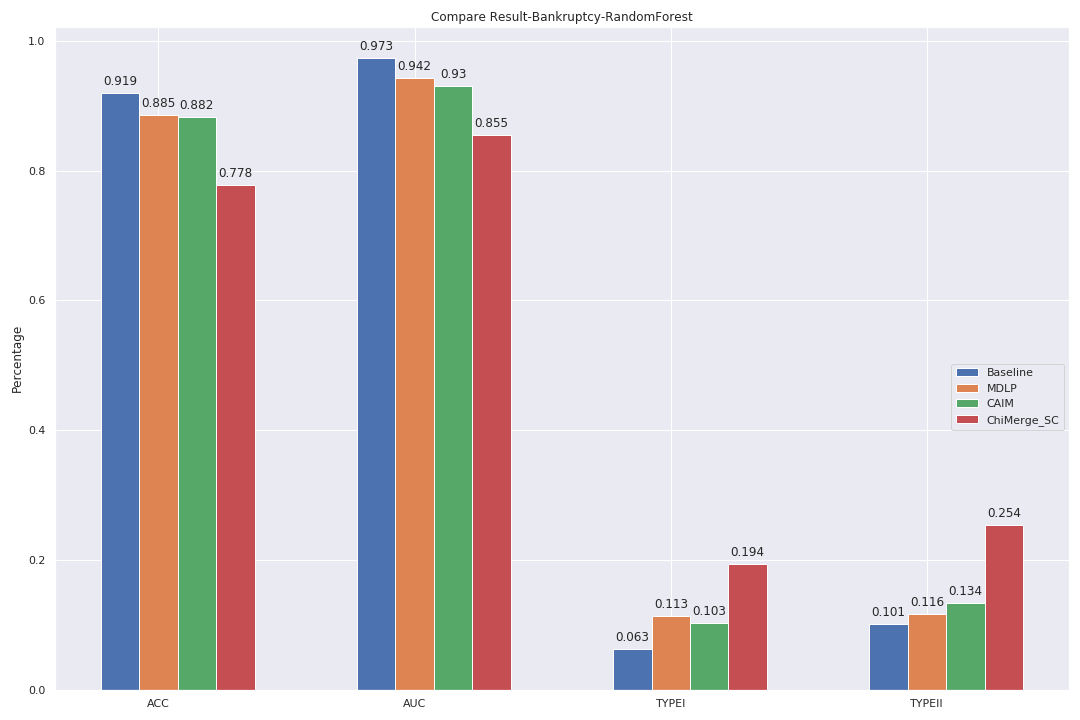 Compare Result-Bankruptcy-RandomForest
1.0
0.8
0.6
0.4
0.2
0.0
Percentage
0.919
0.885
0.882
0.778
0.973
0.942
0.93
0.855
0.063
0.113
0.103
0.194
0.101
0.116
0.134
0.254
Baseline
MDLP
CAIM
ChiMerge_SC
ACC
AUC
TYPEI
TYPEII